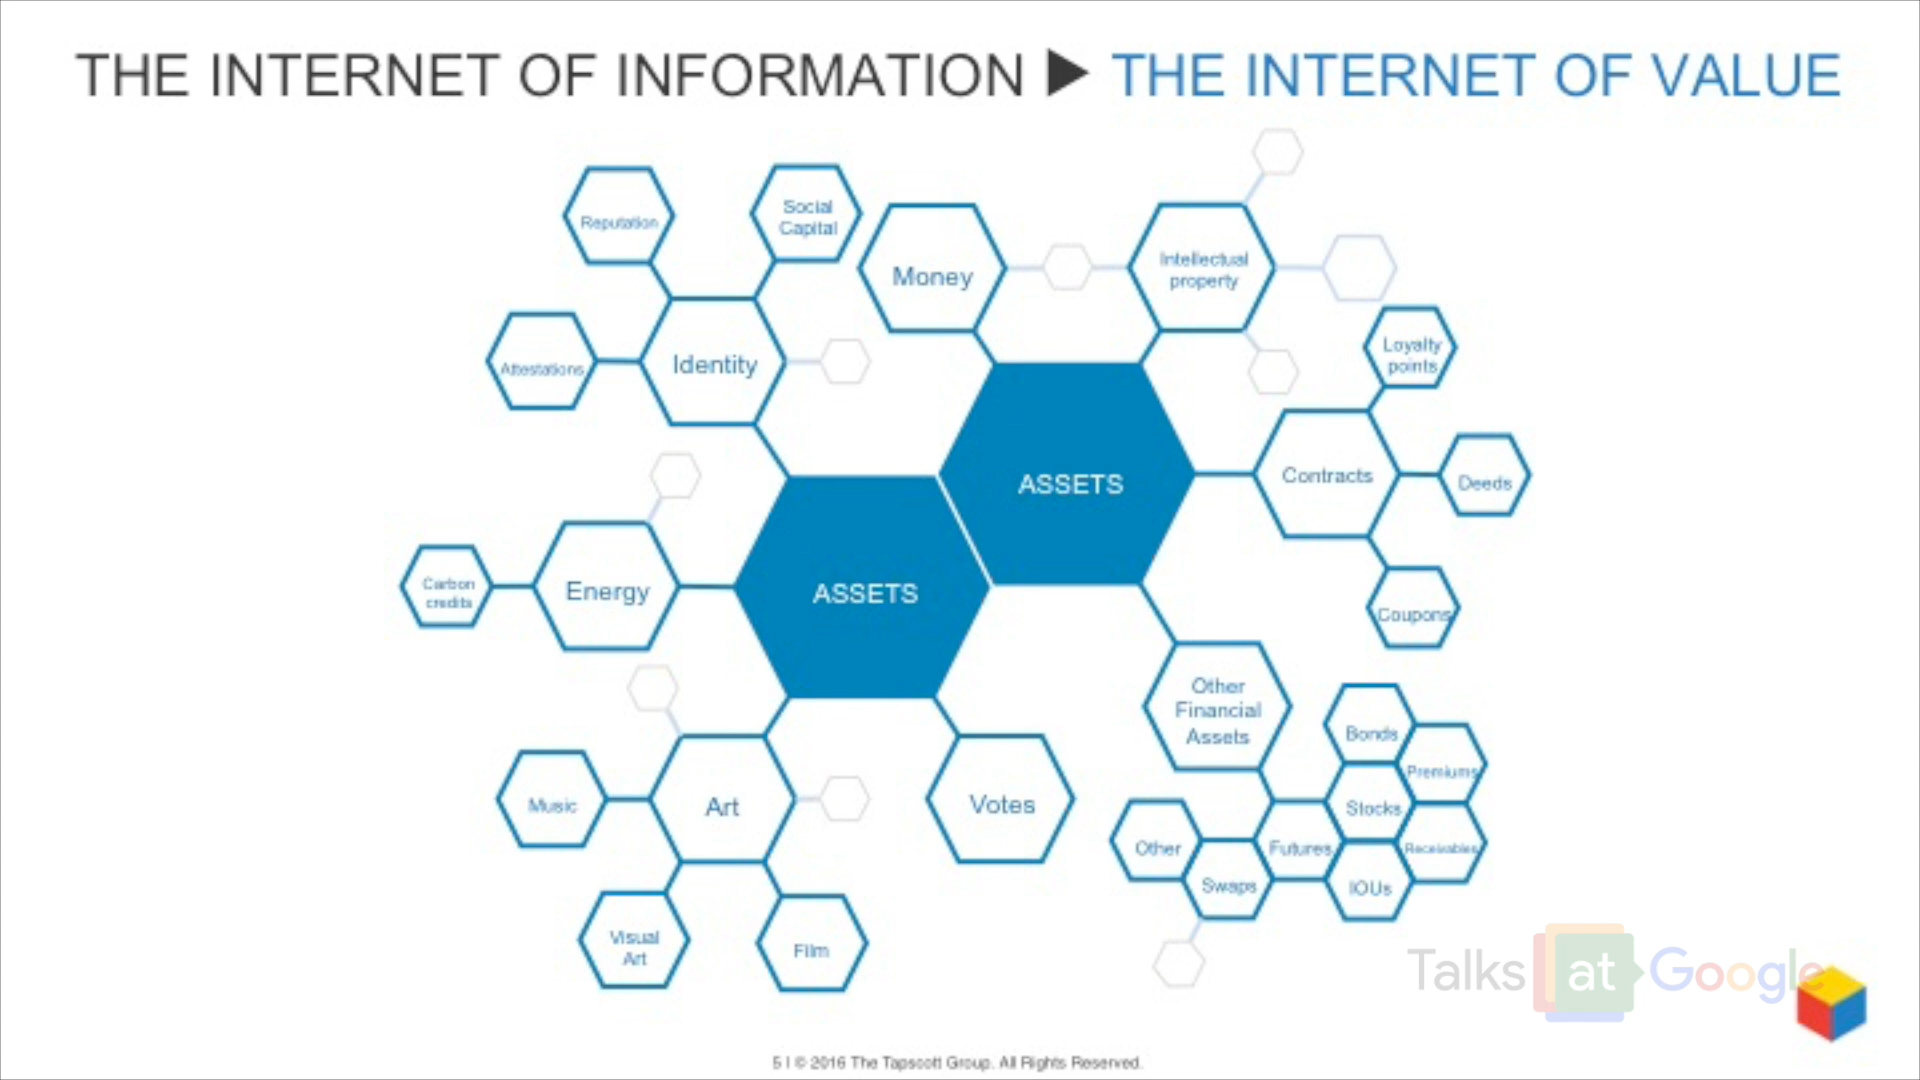 THE INTERNET OF INFORMATION ▶ THE INTERNET OF VALUE
Reputation
Social
Capital
Money
Intellectual
property
Attestations
Identity
Loyalty
points
ASSETS
Contracts
Deeds
Carbon
credits
Energy
ASSETS
Coupons
Other
Financial
Assets
Bonds
Premiums
Music
Art
Votes
Stocks
Other
Futures
Receivables
Swaps
IOUs
Visual
Art
Film
Talks at Google
5 | © 2016 The Tapscott Group. All Rights Reserved.